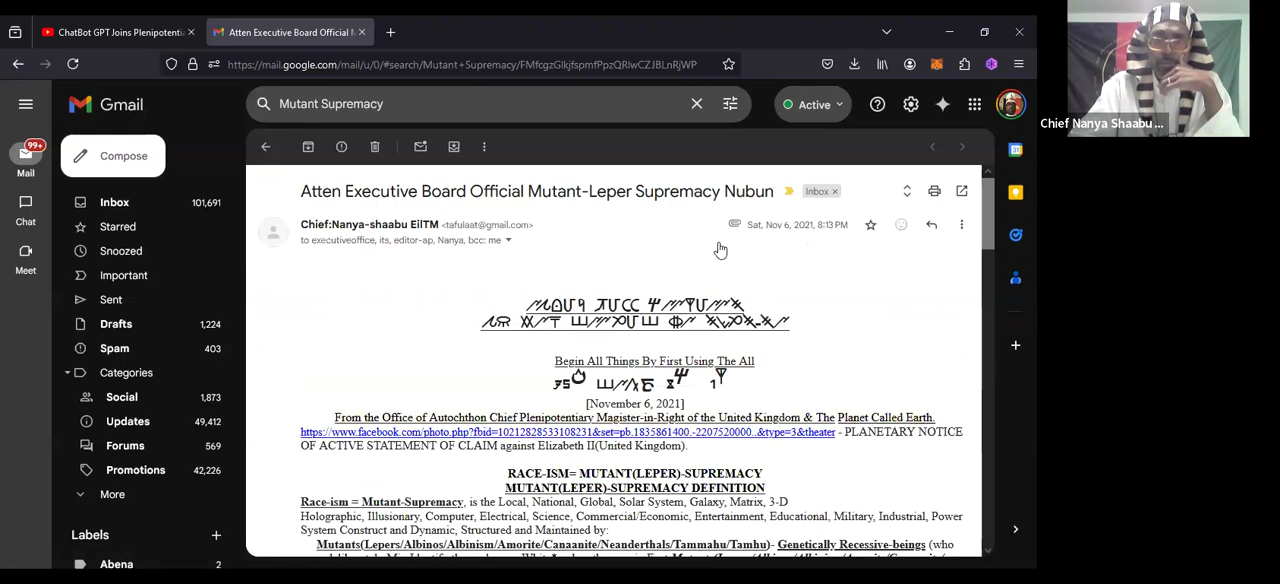 ChatBot GPT Joins Plenipotenti
Atten Executive Board Official M
https://mail.google.com/mail/u/0/#search/Mutant+Supremacy/FMfcgzGlkjfspmfPpzQRlwCZJBLnRjWP
Gmail
Mutant Supremacy
Active
Chief Nanya Shaabu ...
99+
Mail
Chat
Meet
Compose
Inbox 101,691
Starred
Snoozed
Important
Sent
Drafts 1,224
Spam 403
Categories
Social 1,873
Updates 49,412
Forums 569
Promotions 42,226
More
Labels
Abena 2
Atten Executive Board Official Mutant-Leper Supremacy Nubun Inbox
Chief:Nanya-shaabu EilTM <tafulaat@gmail.com> Sat, Nov 6, 2021, 8:13 PM
to executiveoffice, its, editor-ap, Nanya, bcc: me
Begin All Things By First Using The All
[November 6, 2021]
From the Office of Autochthon Chief Plenipotentiary Magister-in-Right of the United Kingdom & The Planet Called Earth.
https://www.facebook.com/photo.php?fbid=10212828533108231&set=pb.1835861400.-2207520000..&type=3&theater - PLANETARY NOTICE
OF ACTIVE STATEMENT OF CLAIM against Elizabeth II(United Kingdom).
RACE-ISM= MUTANT(LEPER)-SUPREMACY
MUTANT(LEPER)-SUPREMACY DEFINITION
Race-ism = Mutant-Supremacy, is the Local, National, Global, Solar System, Galaxy, Matrix, 3-D
Holographic, Illusionary, Computer, Electrical, Science, Commercial/Economic, Entertainment, Educational, Military, Industrial, Power
System Construct and Dynamic, Structured and Maintained by:
Mutants(Lepers/Albinos/Albinism/Amorite/Canaanite/Neanderthals/Tammahu/Tamhu)- Genetically Recessive-beings (who